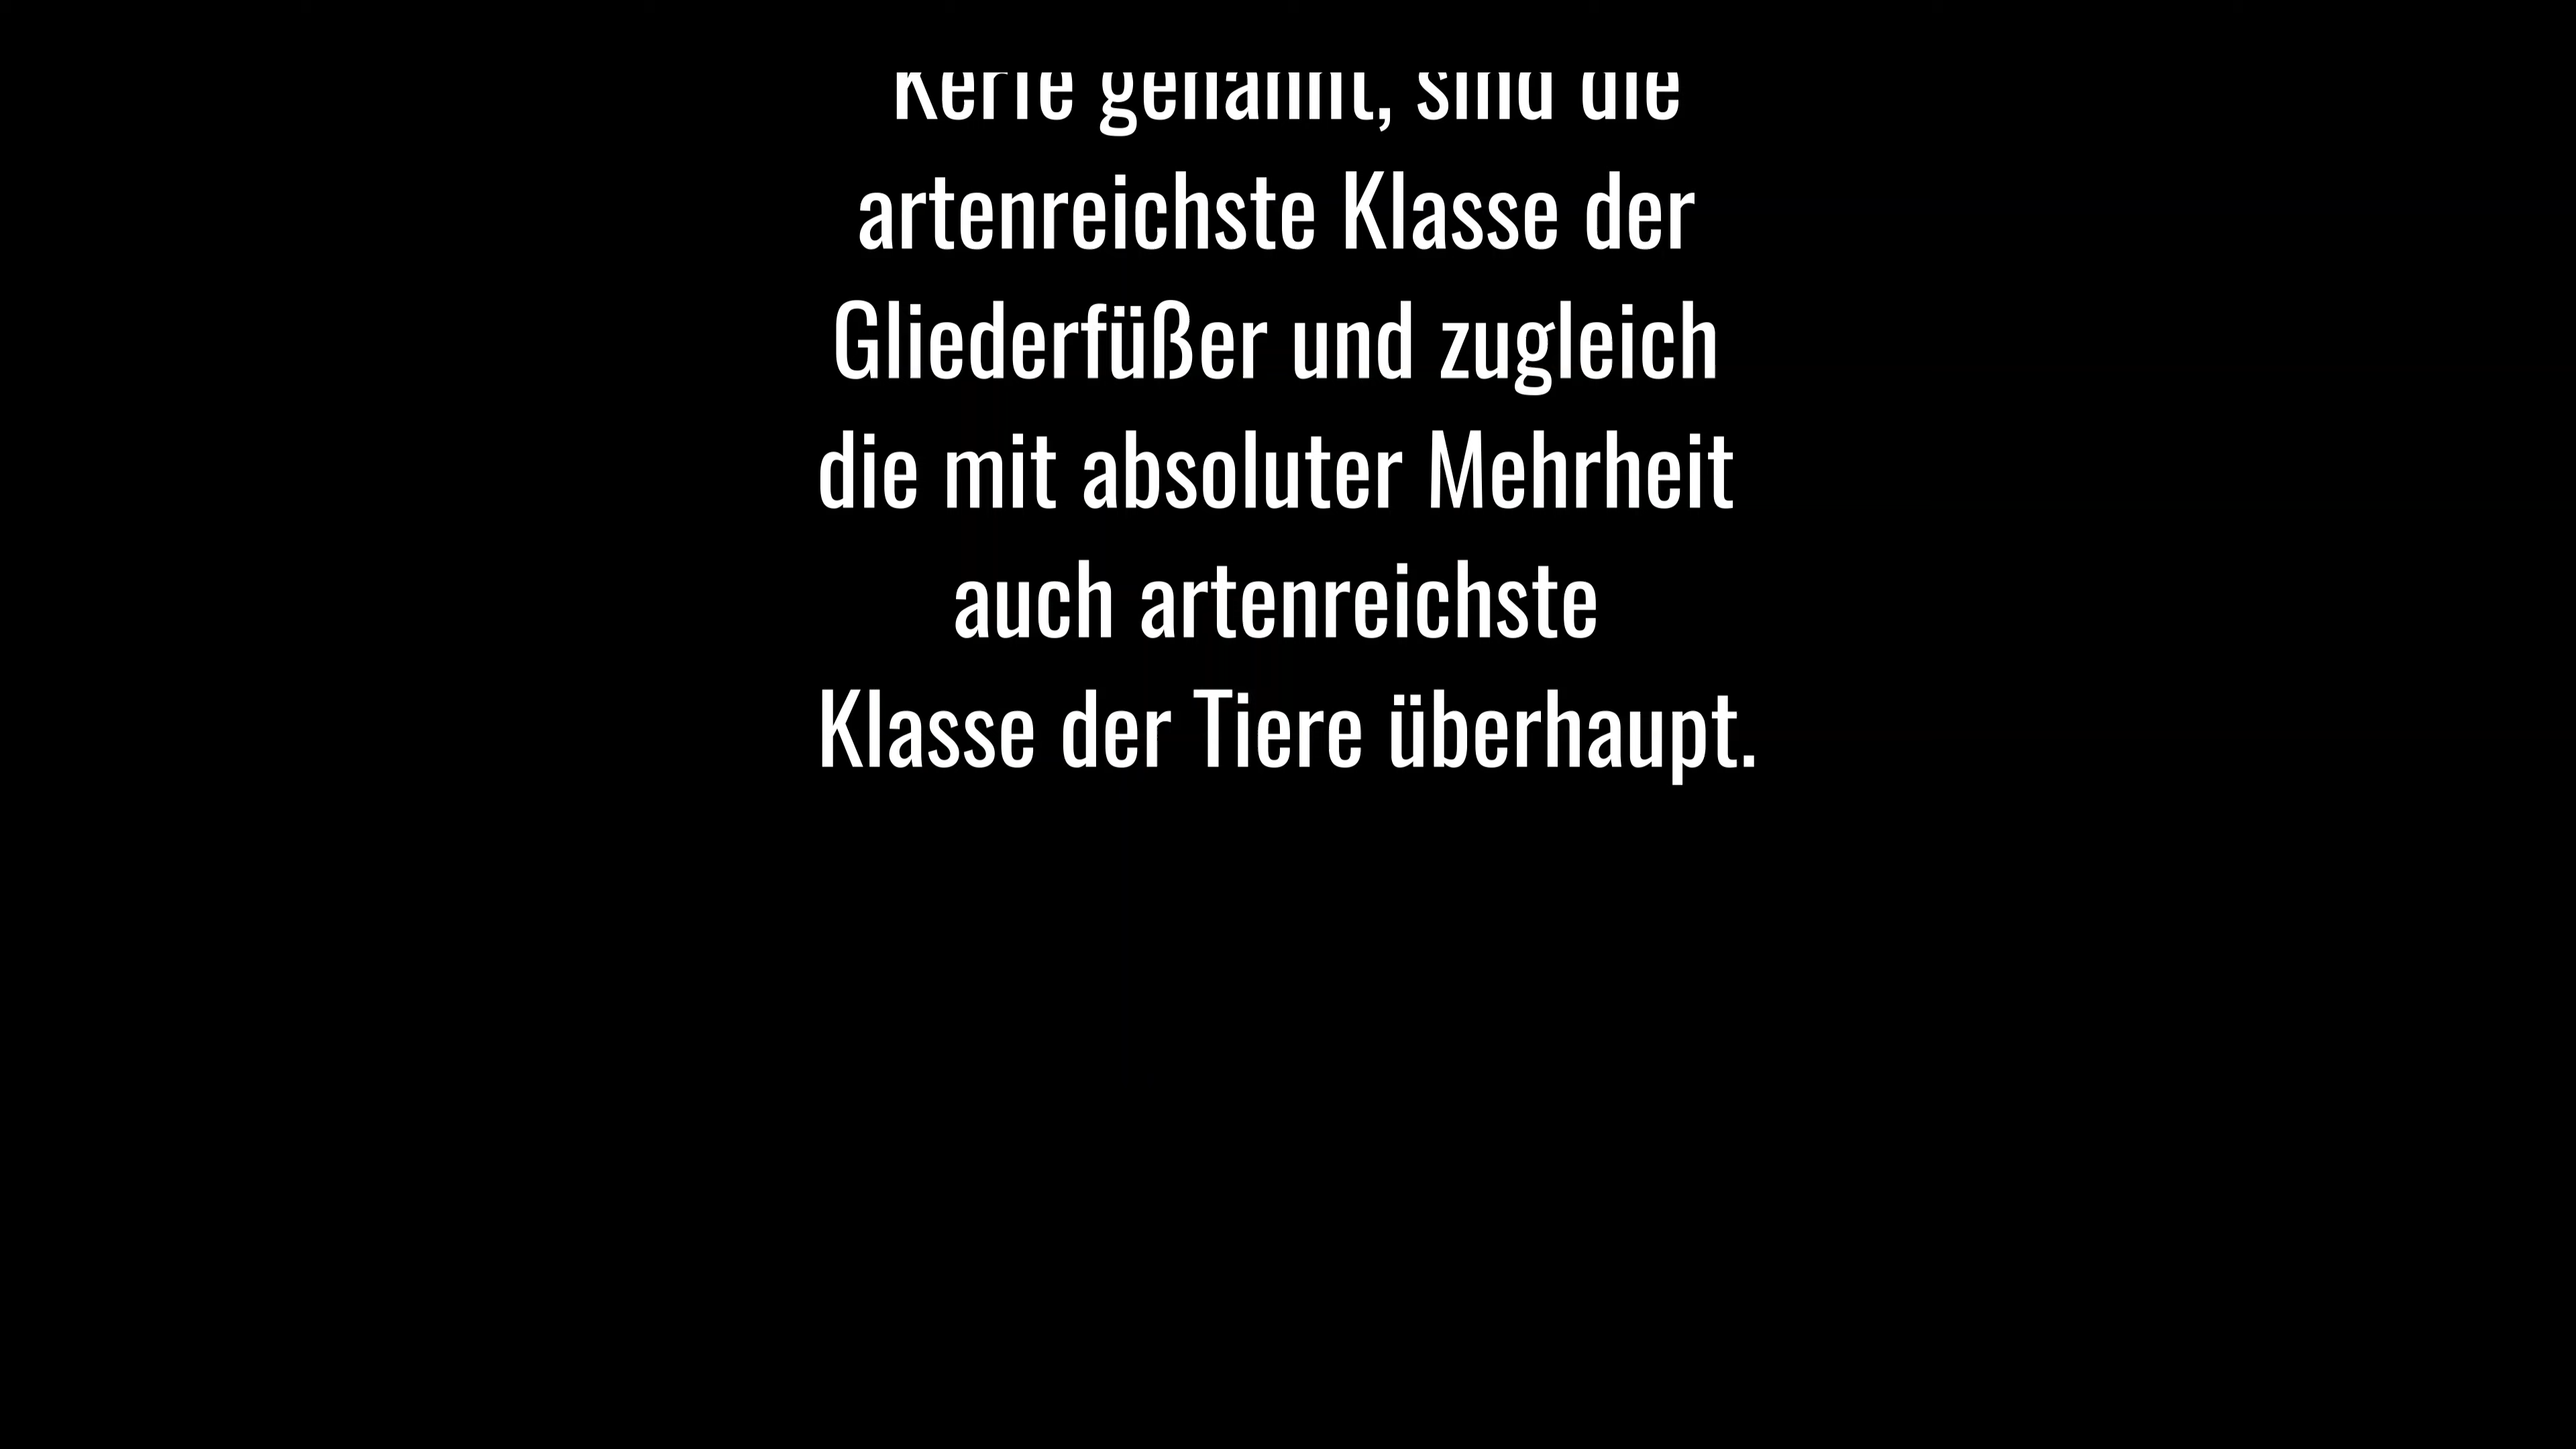 Kerfe genannt, sind die
artenreichste Klasse der
Gliederfüßer und zugleich
die mit absoluter Mehrheit
auch artenreichste
Klasse der Tiere überhaupt.